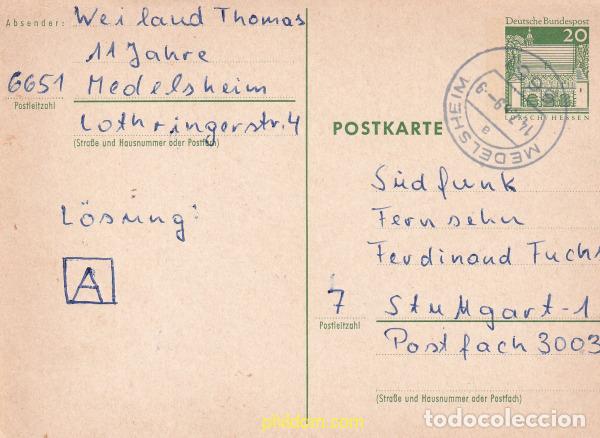 Absender: Weiland Thomas
11 Jahre
6651 Medelsheim
Postleitzahl
Lothringerstr. 4
(Straße und Hausnummer oder Postfach)
Lösung:
A
Deutsche Bundespost
20
LORSCH/HESSEN
MEDELSHEIM
a
POSTKARTE
Südfunk
Fernsehn
Ferdinand Fuchs
7 Stuttgart-1
Postleitzahl
Postfach 3003
(Straße und Hausnummer oder Postfach)
phildom.com
todocoleccion.net